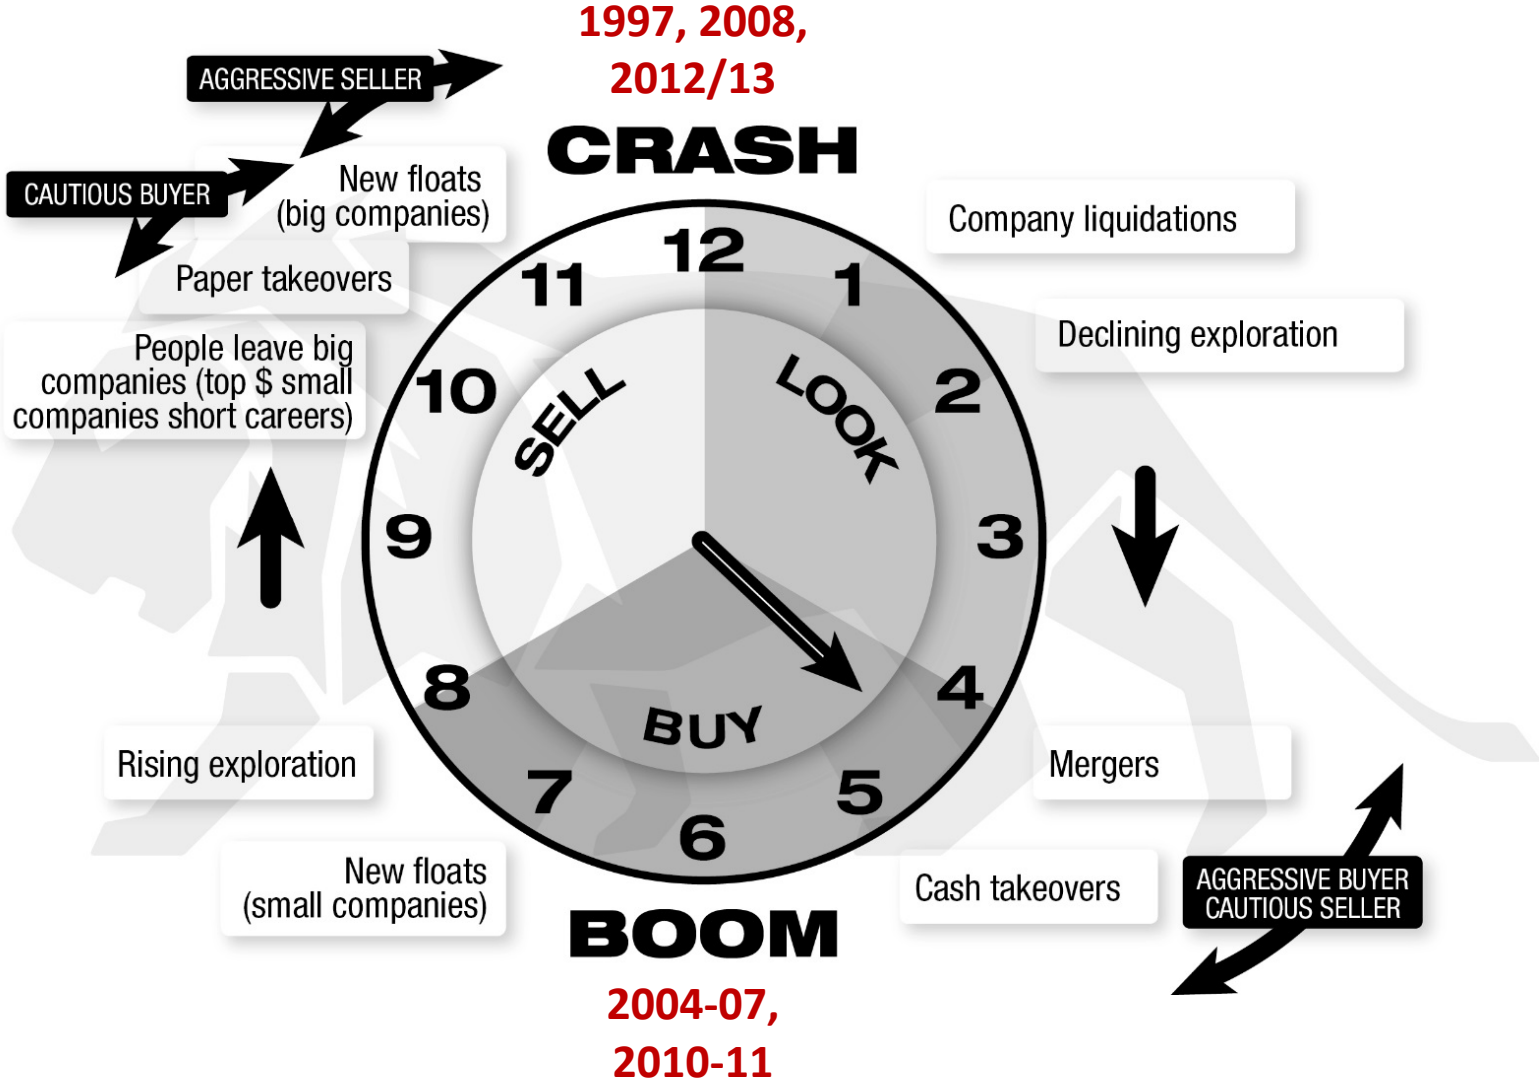 1997, 2008,
2012/13
CRASH
AGGRESSIVE SELLER
CAUTIOUS BUYER
New floats
(big companies)
Paper takeovers
People leave big
companies (top $ small
companies short careers)
Company liquidations
Declining exploration
12
1
2
3
4
5
6
7
8
9
10
11
SELL
LOOK
BUY
Rising exploration
New floats
(small companies)
Mergers
Cash takeovers
AGGRESSIVE BUYER
CAUTIOUS SELLER
BOOM
2004-07,
2010-11